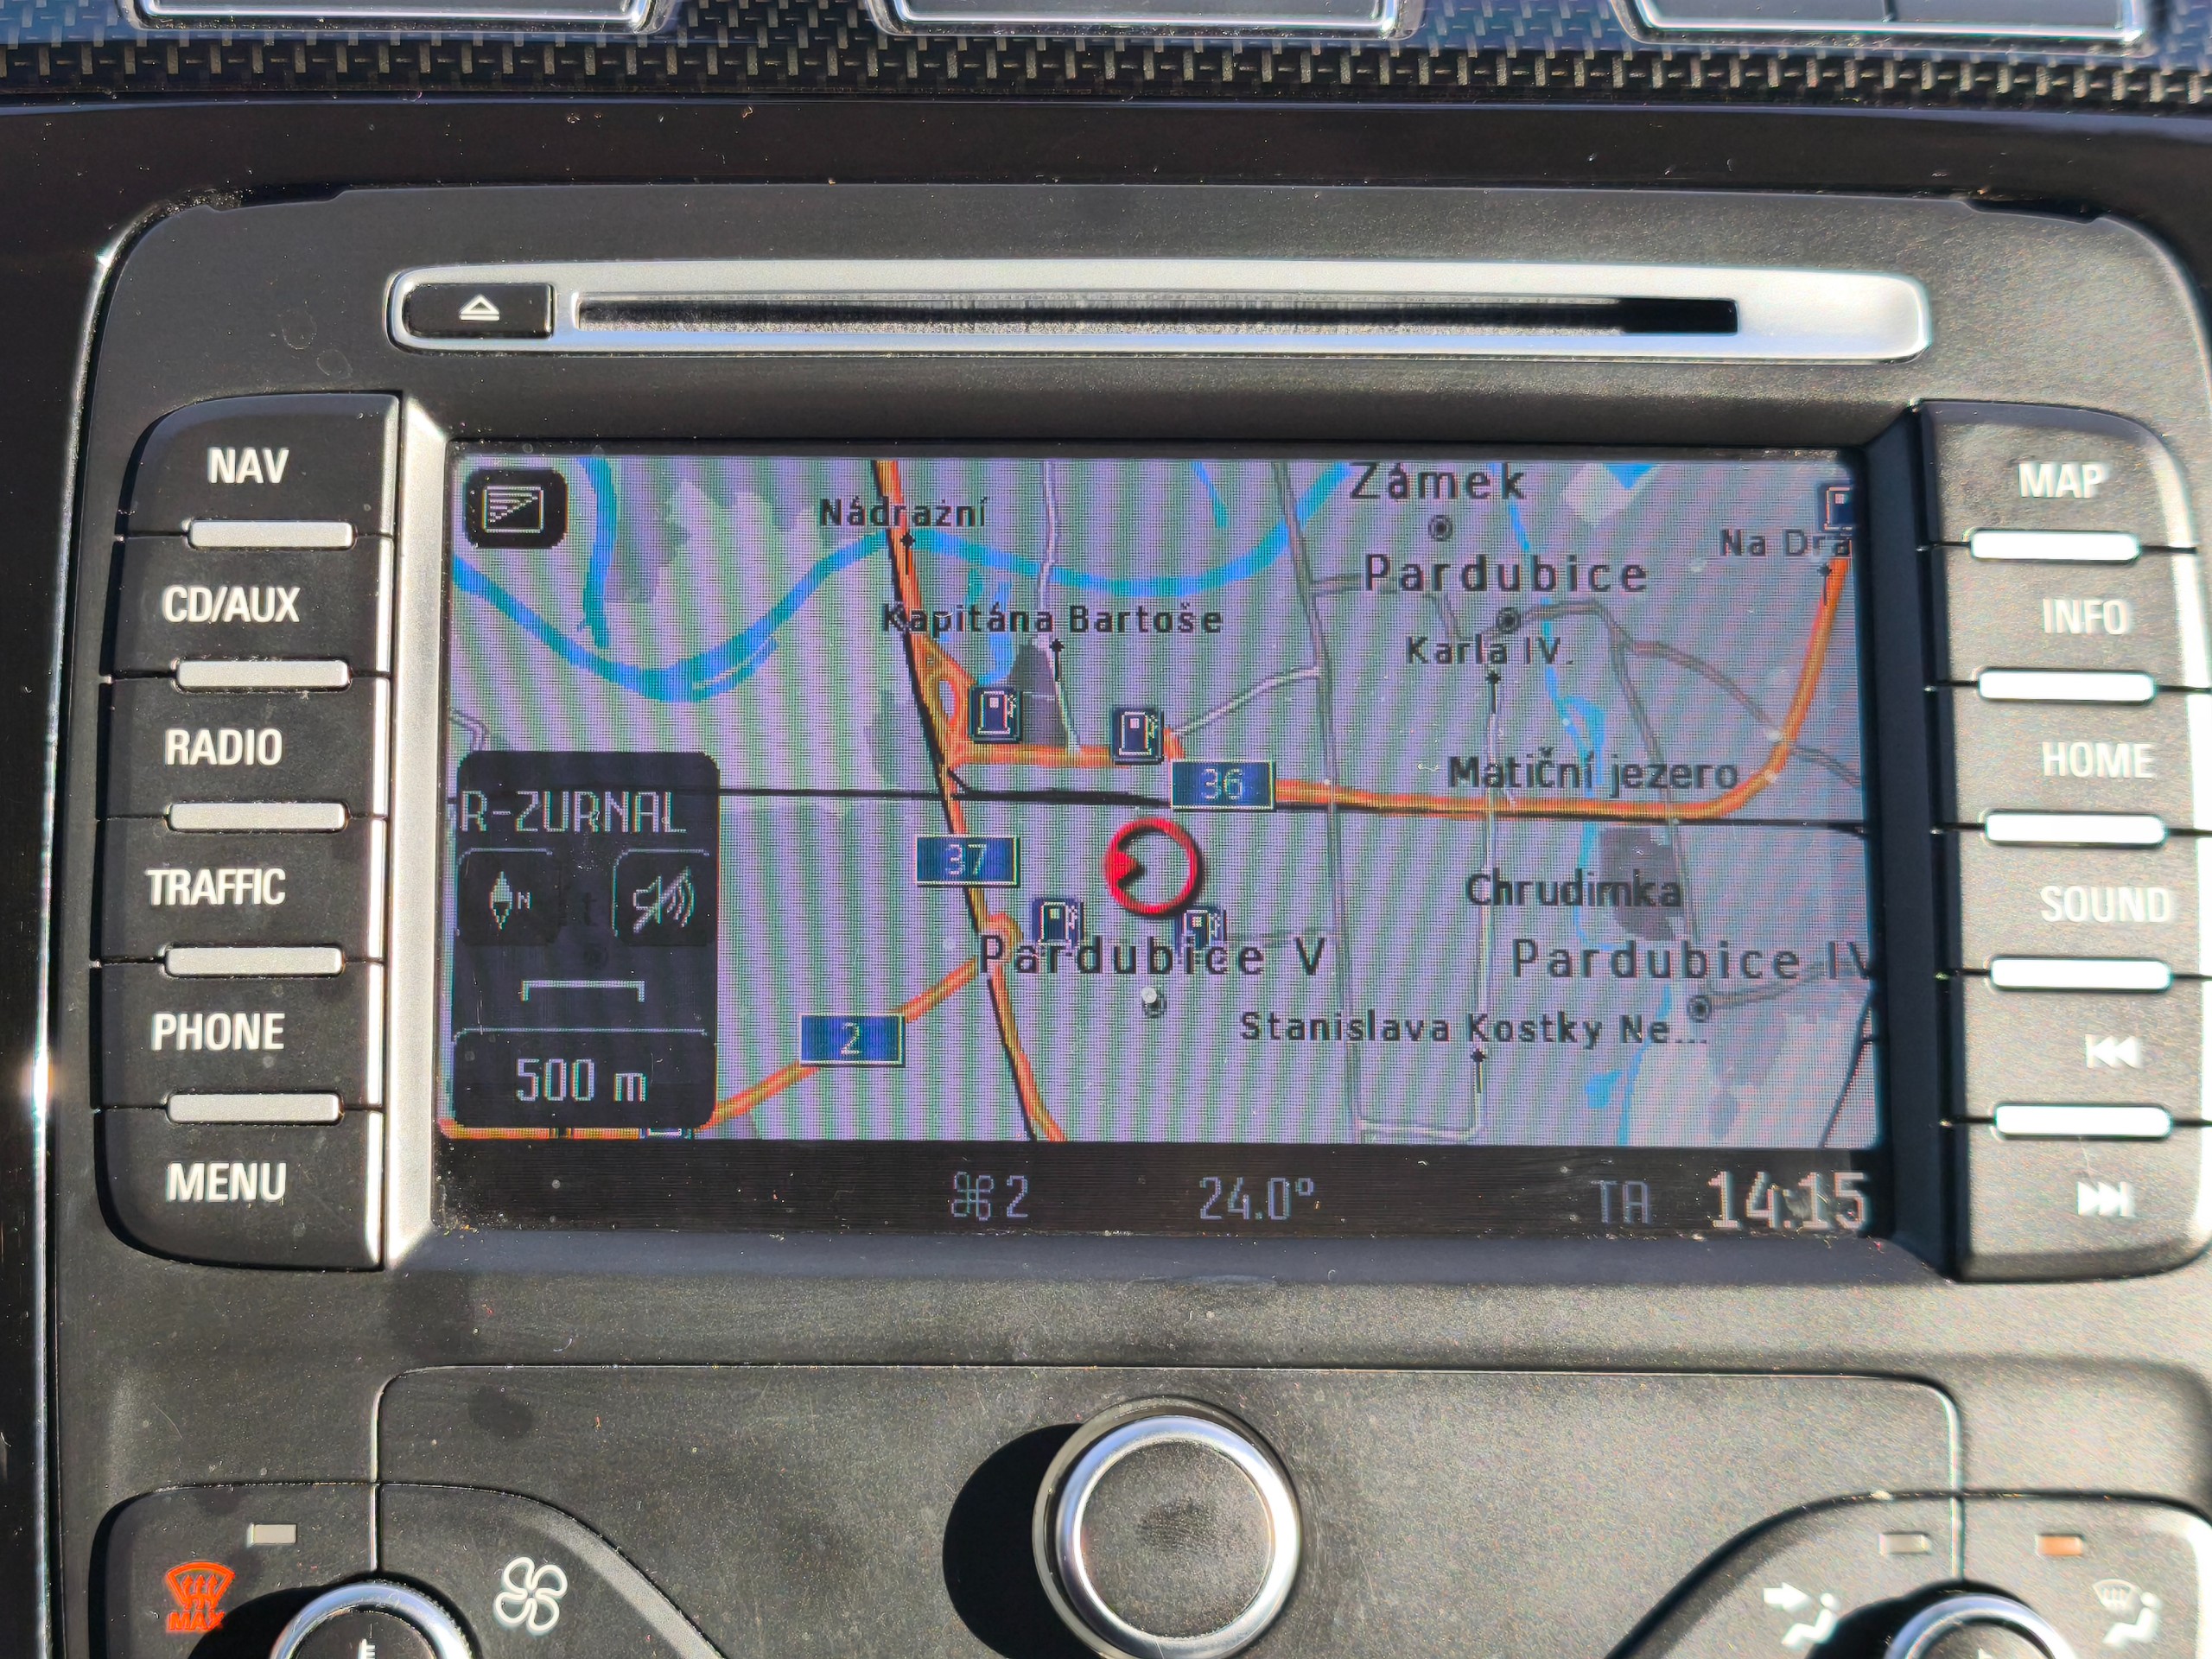 NAV
CD/AUX
RADIO
TRAFFIC
PHONE
MENU
Nádražní
Zámek
Na Dra
Pardubice
Kapitána Bartoše
Karla IV.
Matiční jezero
36
R-ZURNAL
37
N
Chrudimka
Pardubice V
Pardubice IV
Stanislava Kostky Ne...
2
500 m
2
24.0°
TA
14:15
MAP
INFO
HOME
SOUND
MAX